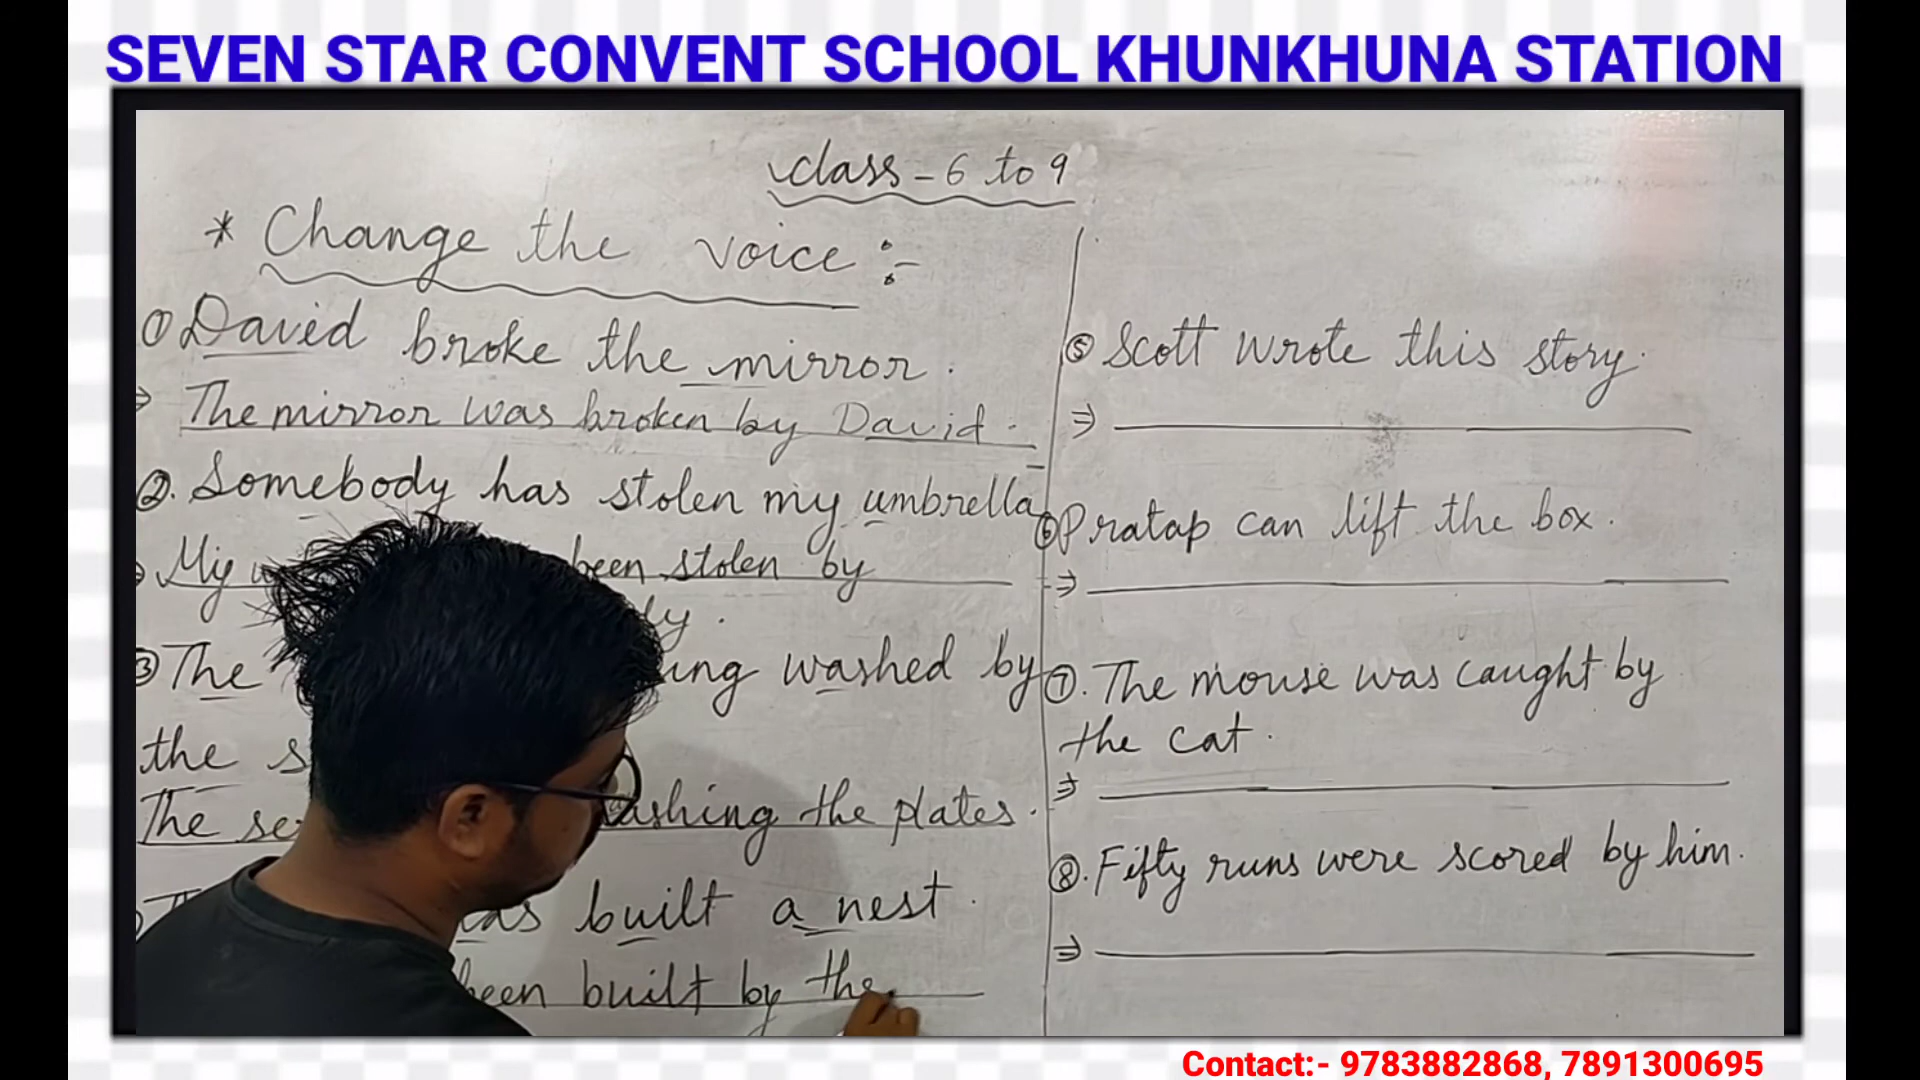 SEVEN STAR CONVENT SCHOOL KHUNKHUNA STATION
class - 6 to 9
* Change the voice :-
① David broke the mirror.
⇒ The mirror was broken by David.
②. Somebody has stolen my umbrella
My been stolen by
③ The washed by
the
The washing the plates.
has built a nest.
been built by the
⑤ Scott wrote this story.
⇒
⑥ Pratap can lift the box.
⇒
⑦. The mouse was caught by
the cat.
⇒
⑧. Fifty runs were scored by him.
⇒
Contact:- 9783882868, 7891300695